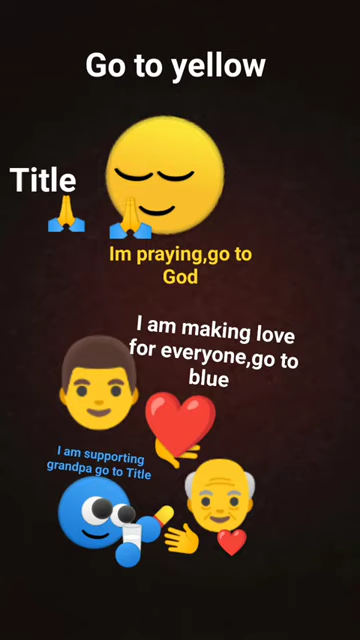 Go to yellow
Title
Im praying,go to
God
I am making love
for everyone,go to
blue
I am supporting
grandpa go to Title